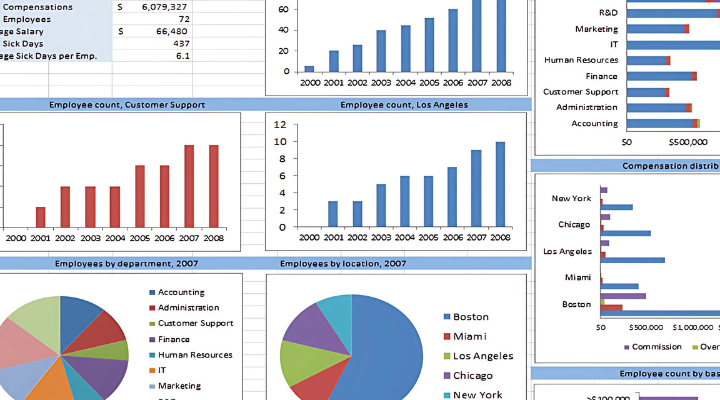 Compensations $ 6,079,327
Employees 72
age Salary $ 66,480
Sick Days 437
age Sick Days per Emp. 6.1
60
40
20
0
2000 2001 2002 2003 2004 2005 2006 2007 2008
R&D
Marketing
IT
Human Resources
Finance
Customer Support
Administration
Accounting
$0 $500,000
Employee count, Customer Support
2000 2001 2002 2003 2004 2005 2006 2007 2008
Employee count, Los Angeles
12
10
8
6
4
2
0
2000 2001 2002 2003 2004 2005 2006 2007 2008
Compensation distrib
New York
Chicago
Los Angeles
Miami
Boston
$0 $500,000 $1,000,000 $
Commission Over
Employees by department, 2007
Accounting
Administration
Customer Support
Finance
Human Resources
IT
Marketing
Employees by location, 2007
Boston
Miami
Los Angeles
Chicago
New York
Employee count by bas
>$100,000